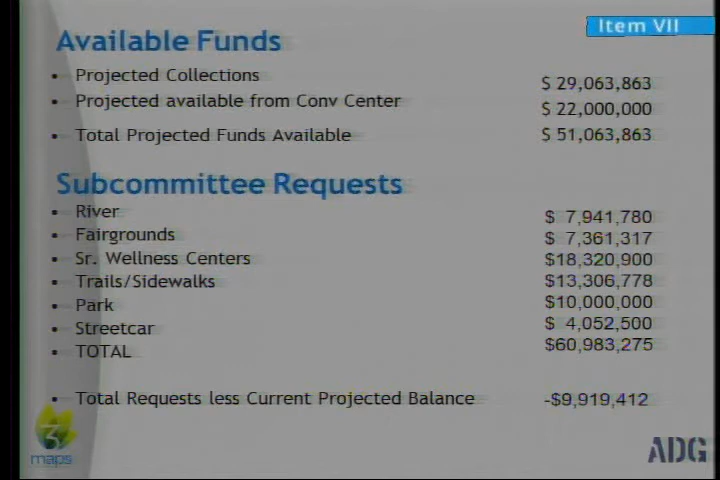 Item VII
Available Funds
• Projected Collections $ 29,063,863
• Projected available from Conv Center $ 22,000,000
• Total Projected Funds Available $ 51,063,863
Subcommittee Requests
• River $ 7,941,780
• Fairgrounds $ 7,361,317
• Sr. Wellness Centers $18,320,900
• Trails/Sidewalks $13,306,778
• Park $10,000,000
• Streetcar $ 4,052,500
• TOTAL $60,983,275
• Total Requests less Current Projected Balance -$9,919,412
3
maps
ADG